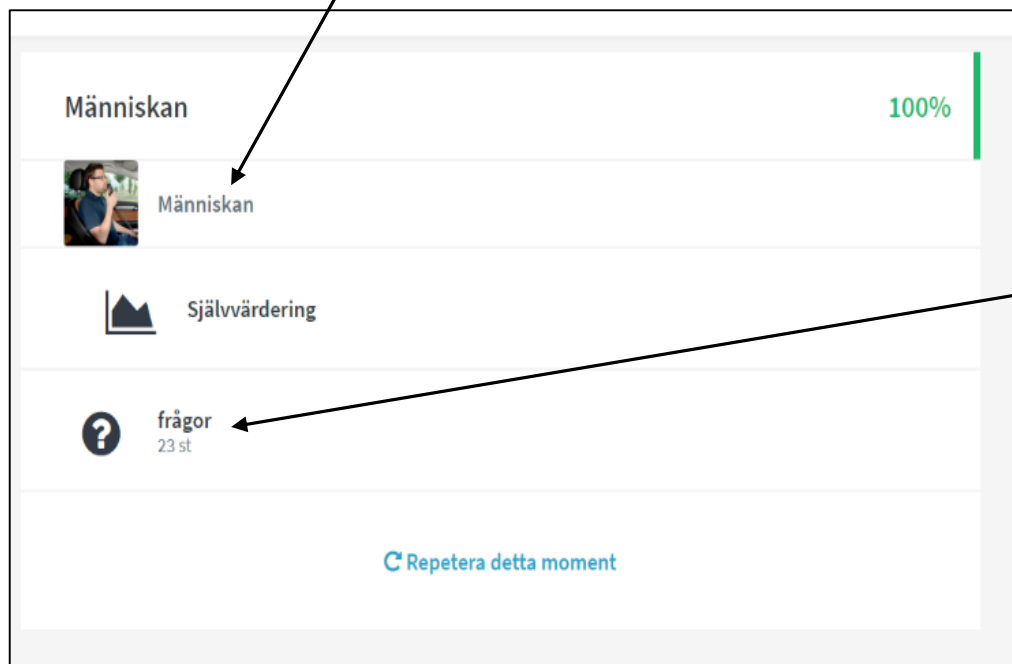 Människan
100%
Människan
Självvärdering
frågor
23 st
Repetera detta moment